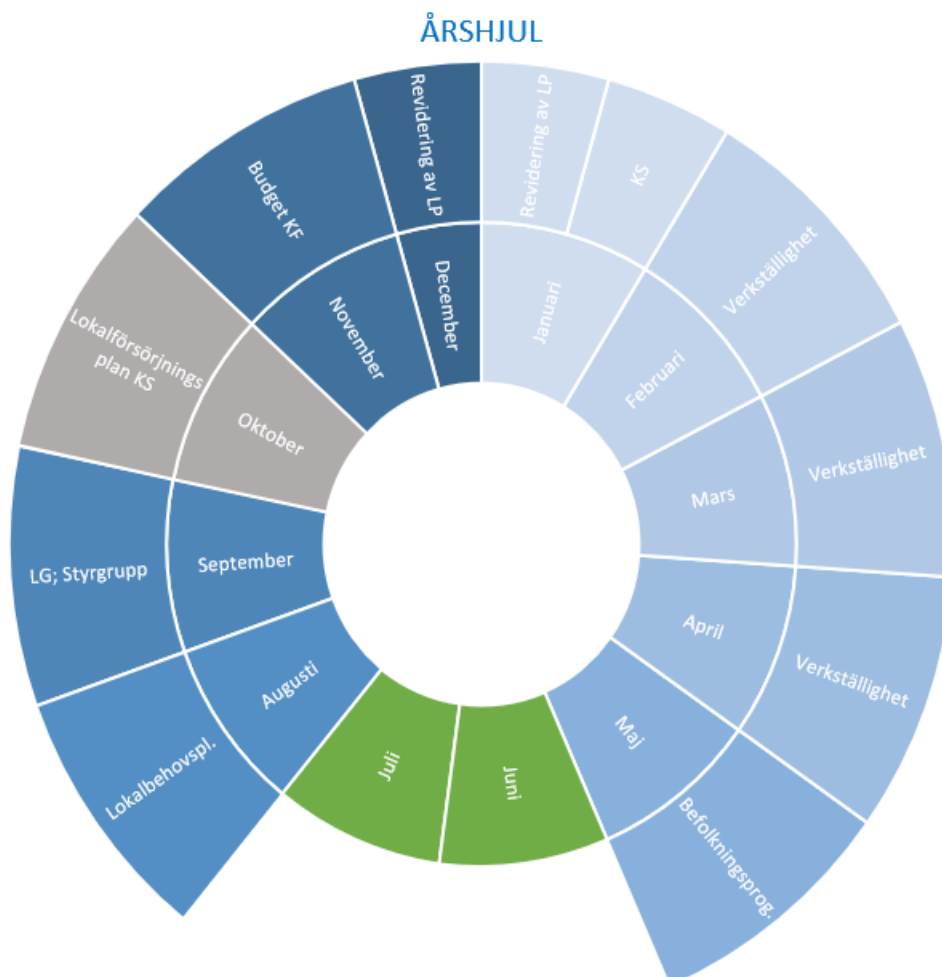 ÅRSHJUL
Revidering av LP
KS
Januari
Verkställighet
Februari
Verkställighet
Mars
Verkställighet
April
Befolkningsprog.
Maj
Juni
Juli
Lokalbehovspl.
Augusti
LG; Styrgrupp
September
Lokalförsörjnings
plan KS
Oktober
Budget KF
November
Revidering av LP
December